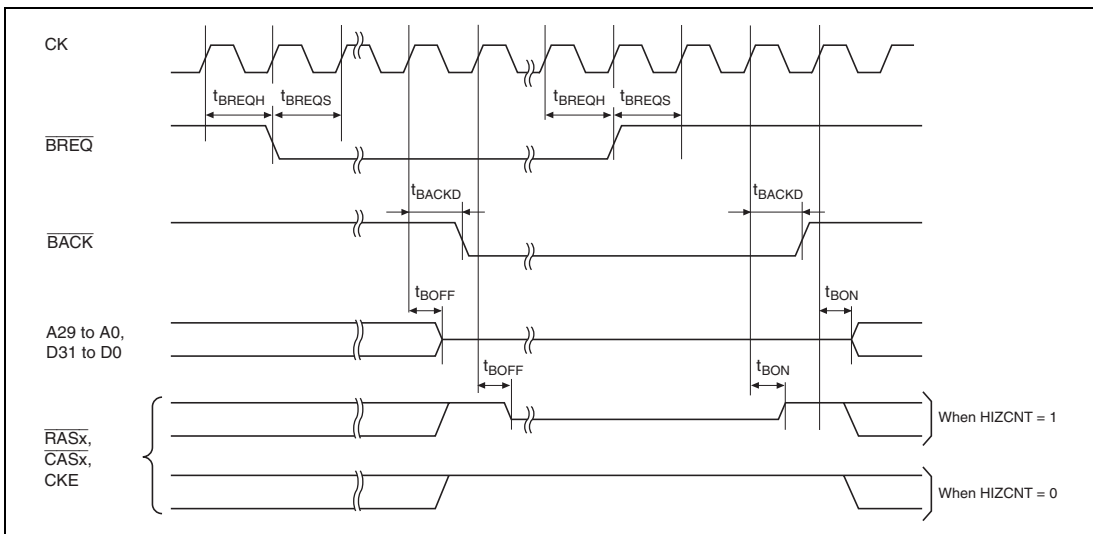 CK
tBREQH tBREQS tBREQH tBREQS
BREQ
tBACKD tBACKD
BACK
tBOFF tBON
A29 to A0,
D31 to D0
tBOFF tBON
When HIZCNT = 1
RASx,
CASx,
CKE
When HIZCNT = 0